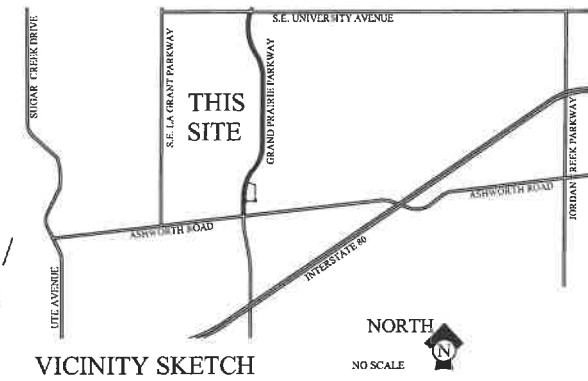 S.E. UNIVERSITY AVENUE
SUGAR CREEK DRIVE
S.E. LA GRANT PARKWAY
GRAND PRAIRIE PARKWAY
THIS
SITE
JORDAN CREEK PARKWAY
ASHWORTH ROAD
ASHWORTH ROAD
INTERSTATE 80
UTE AVENUE
NORTH
N
VICINITY SKETCH
NO SCALE